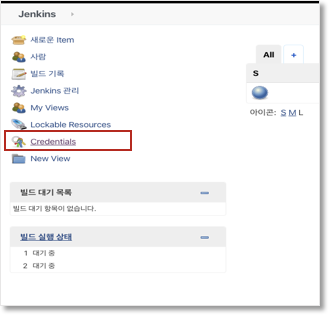 Jenkins
새로운 Item
사람
빌드 기록
Jenkins 관리
My Views
Lockable Resources
Credentials
New View
빌드 대기 목록
빌드 대기 항목이 없습니다.
빌드 실행 상태
1 대기 중
2 대기 중
All +
S
아이콘: S M L